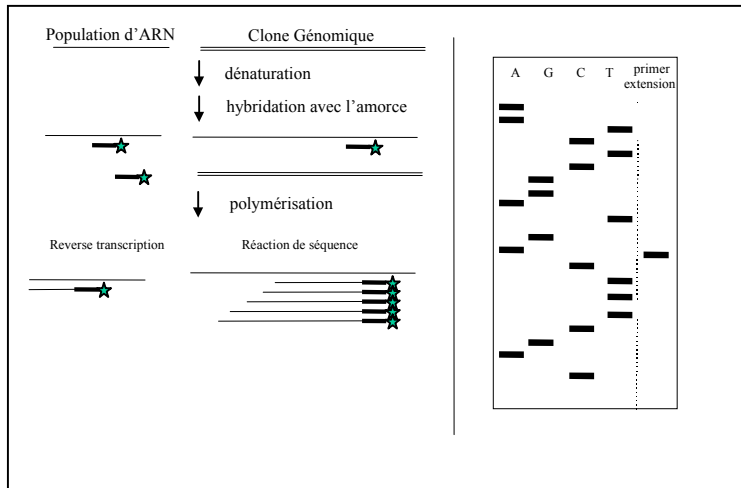 Population d'ARN
Clone Génomique
dénaturation
hybridation avec l'amorce
polymérisation
Reverse transcription
Réaction de séquence
A G C T primer
extension